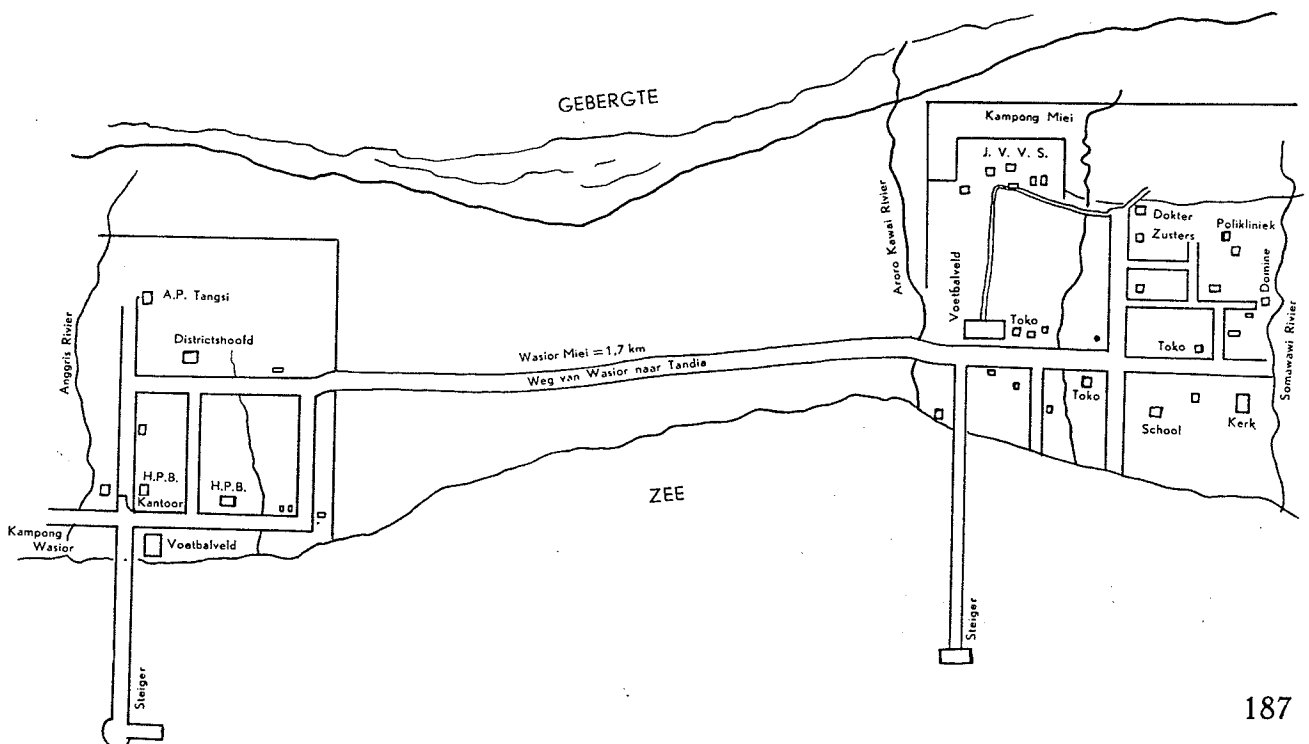 GEBERGTE
Kampong Miei
J. V. V. S.
Dokter
Zusters
Polikliniek
Domine
Aroro Kawai Rivier
Voetbalveld
Somawawi Rivier
Anggris Rivier
A.P. Tangsi
Districtshoofd
Toko
Toko
Wasior Miei = 1,7 km
Weg van Wasior naar Tandia
Toko
School
Kerk
H.P.B.
Kantoor
H.P.B.
ZEE
Kampong
Wasior
Voetbalveld
Steiger
Steiger
187